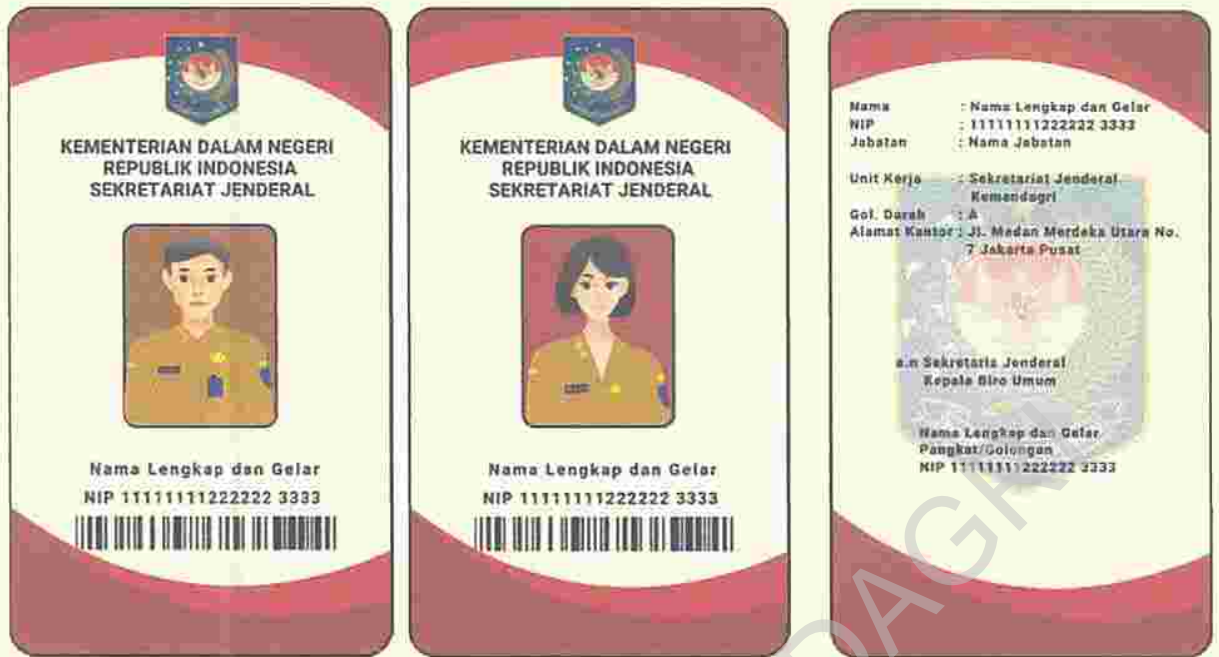 KEMENTERIAN DALAM NEGERI
REPUBLIK INDONESIA
SEKRETARIAT JENDERAL
Nama Lengkap dan Gelar
NIP 11111111222222 3333
KEMENTERIAN DALAM NEGERI
REPUBLIK INDONESIA
SEKRETARIAT JENDERAL
Nama Lengkap dan Gelar
NIP 11111111222222 3333
Nama : Nama Lengkap dan Gelar
NIP : 11111111222222 3333
Jabatan : Nama Jabatan
Unit Kerja : Sekretariat Jenderal
Kemendagri
Gol. Darah : A
Alamat Kantor : Jl. Medan Merdeka Utara No.
7 Jakarta Pusat
a.n Sekretaris Jenderal
Kepala Biro Umum
Nama Lengkap dan Gelar
Pangkat/Golongan
NIP 11111111222222 3333
DAGRI